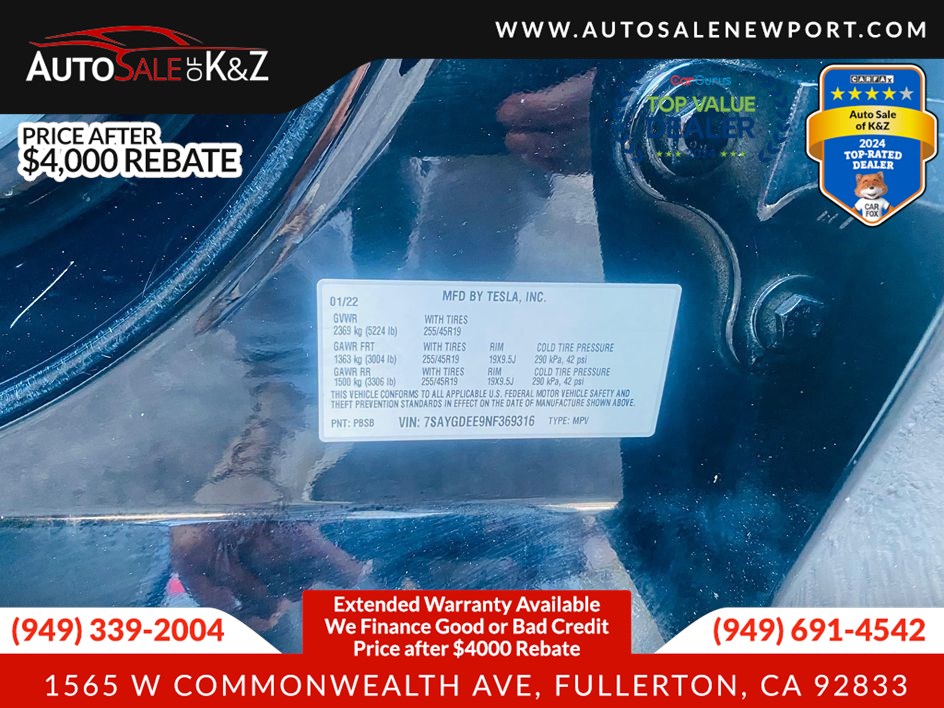 WWW.AUTOSALENEWPORT.COM
AUTOSALE OF K&Z
PRICE AFTER
$4,000 REBATE
CarGurus
TOP VALUE
DEALER
CARFAX
Auto Sale
of K&Z
2024
TOP-RATED
DEALER
CAR
FOX
01/22 MFD BY TESLA, INC.
GVWR WITH TIRES
2369 kg (5224 lb) 255/45R19
GAWR FRT WITH TIRES RIM COLD TIRE PRESSURE
1363 kg (3004 lb) 255/45R19 19X9.5J 290 kPa, 42 psi
GAWR RR WITH TIRES RIM COLD TIRE PRESSURE
1500 kg (3306 lb) 255/45R19 19X9.5J 290 kPa, 42 psi
THIS VEHICLE CONFORMS TO ALL APPLICABLE U.S. FEDERAL MOTOR VEHICLE SAFETY AND
THEFT PREVENTION STANDARDS IN EFFECT ON THE DATE OF MANUFACTURE SHOWN ABOVE.
PNT: PBSB VIN: 7SAYGDEE9NF369316 TYPE: MPV
(949) 339-2004
Extended Warranty Available
We Finance Good or Bad Credit
Price after $4000 Rebate
(949) 691-4542
1565 W COMMONWEALTH AVE, FULLERTON, CA 92833